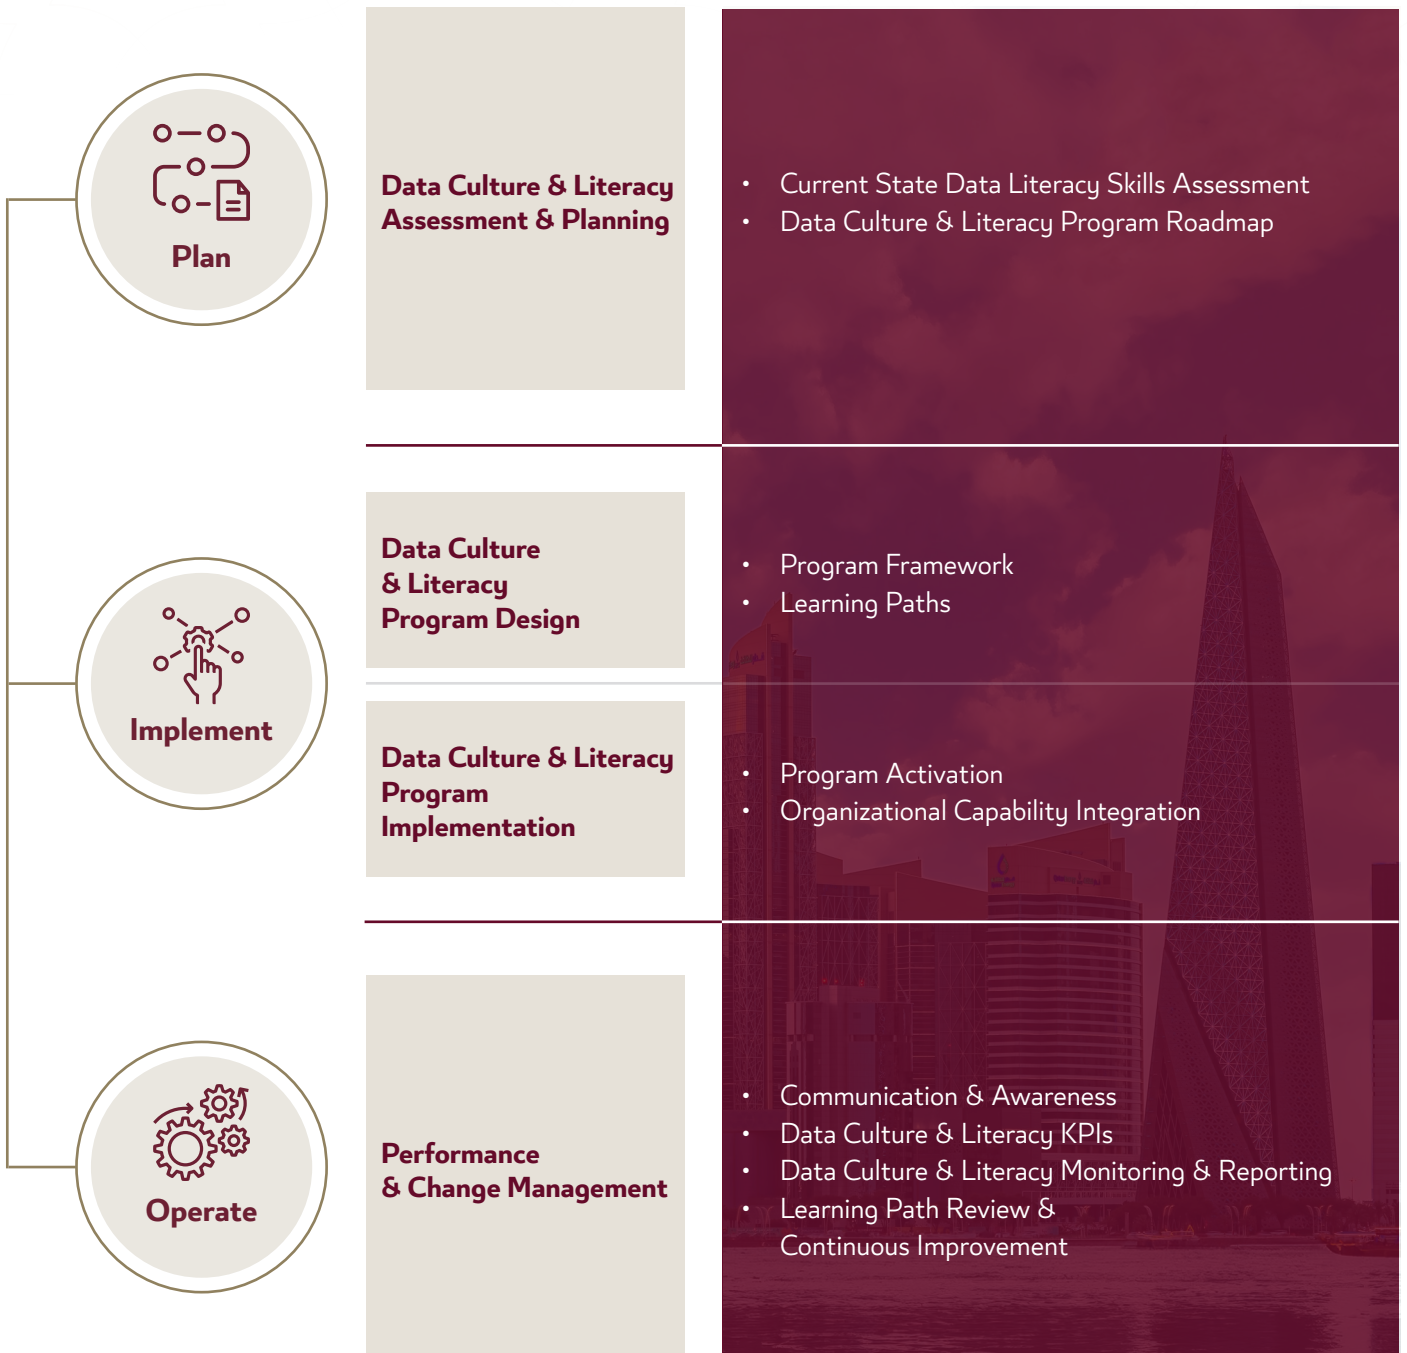 Plan
Data Culture & Literacy
Assessment & Planning
• Current State Data Literacy Skills Assessment
• Data Culture & Literacy Program Roadmap
Implement
Data Culture
& Literacy
Program Design
• Program Framework
• Learning Paths
Data Culture & Literacy
Program
Implementation
• Program Activation
• Organizational Capability Integration
Operate
Performance
& Change Management
• Communication & Awareness
• Data Culture & Literacy KPIs
• Data Culture & Literacy Monitoring & Reporting
• Learning Path Review &
Continuous Improvement